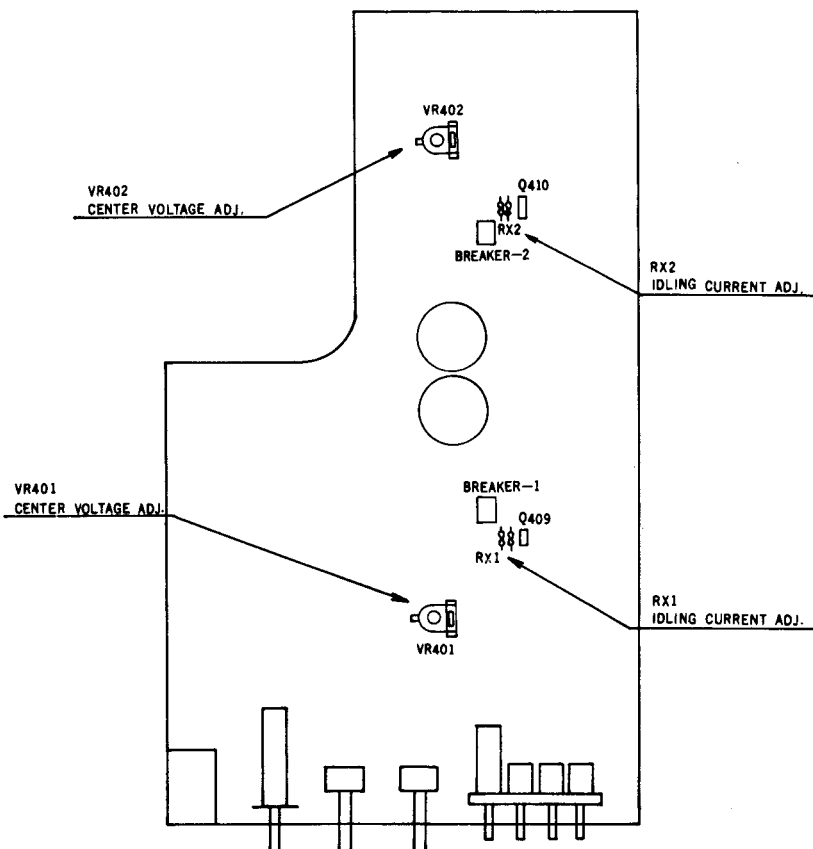 VR402
VR402
CENTER VOLTAGE ADJ.
Q410
RX2
BREAKER-2
RX2
IDLING CURRENT ADJ.
VR401
CENTER VOLTAGE ADJ.
BREAKER-1
Q409
RX1
RX1
IDLING CURRENT ADJ.
VR401